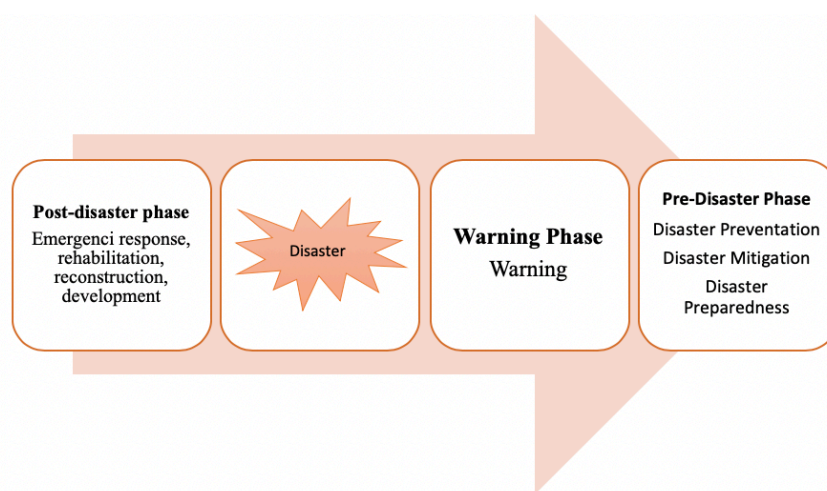 Post-disaster phase
Emergenci response,
rehabilitation,
reconstruction,
development
Disaster
Warning Phase
Warning
Pre-Disaster Phase
Disaster Preventation
Disaster Mitigation
Disaster
Preparedness